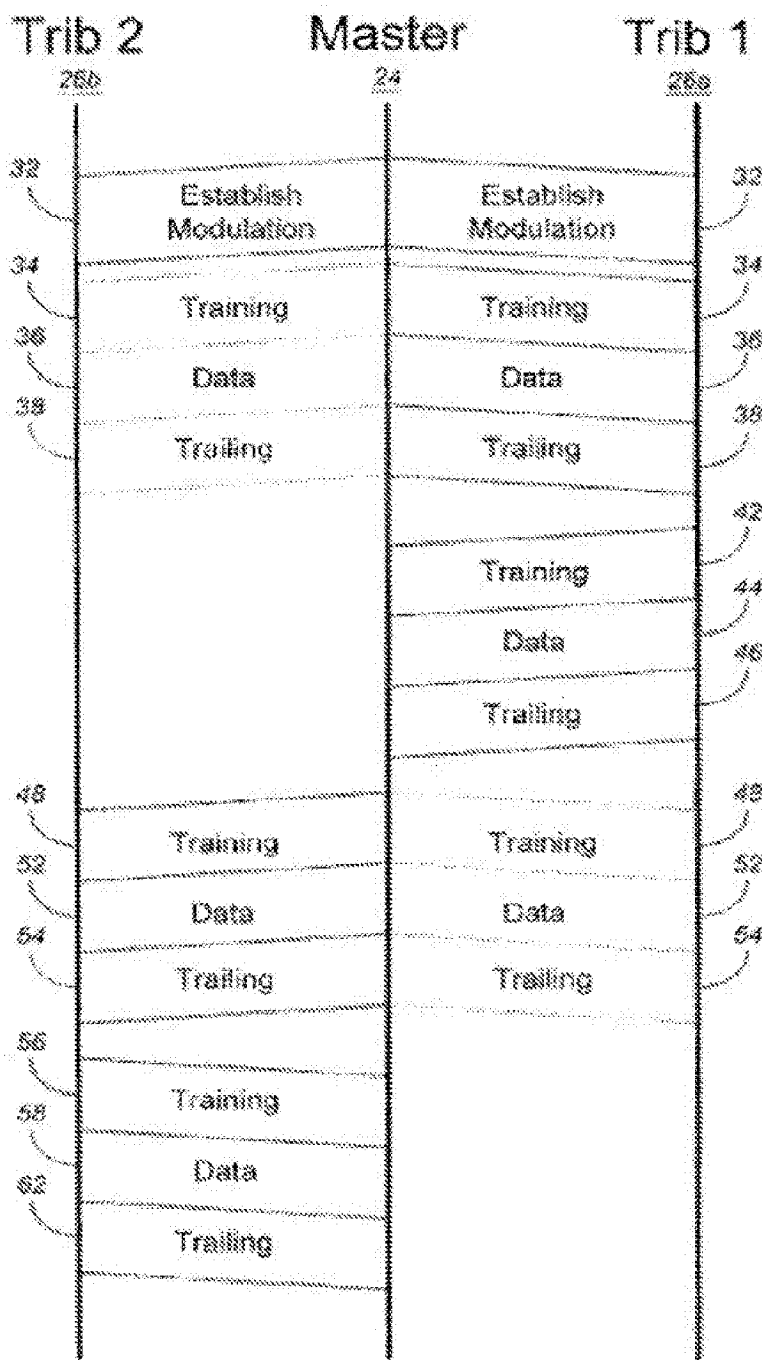 Trib 2 Master Trib 1
26b 24 26a
32 Establish Modulation Establish Modulation 32
34 Training Training 34
36 Data Data 36
38 Trailing Trailing 38
Training 42
Data 44
Trailing 46
48 Training Training 48
52 Data Data 52
54 Trailing Trailing 54
56 Training
58 Data
62 Trailing